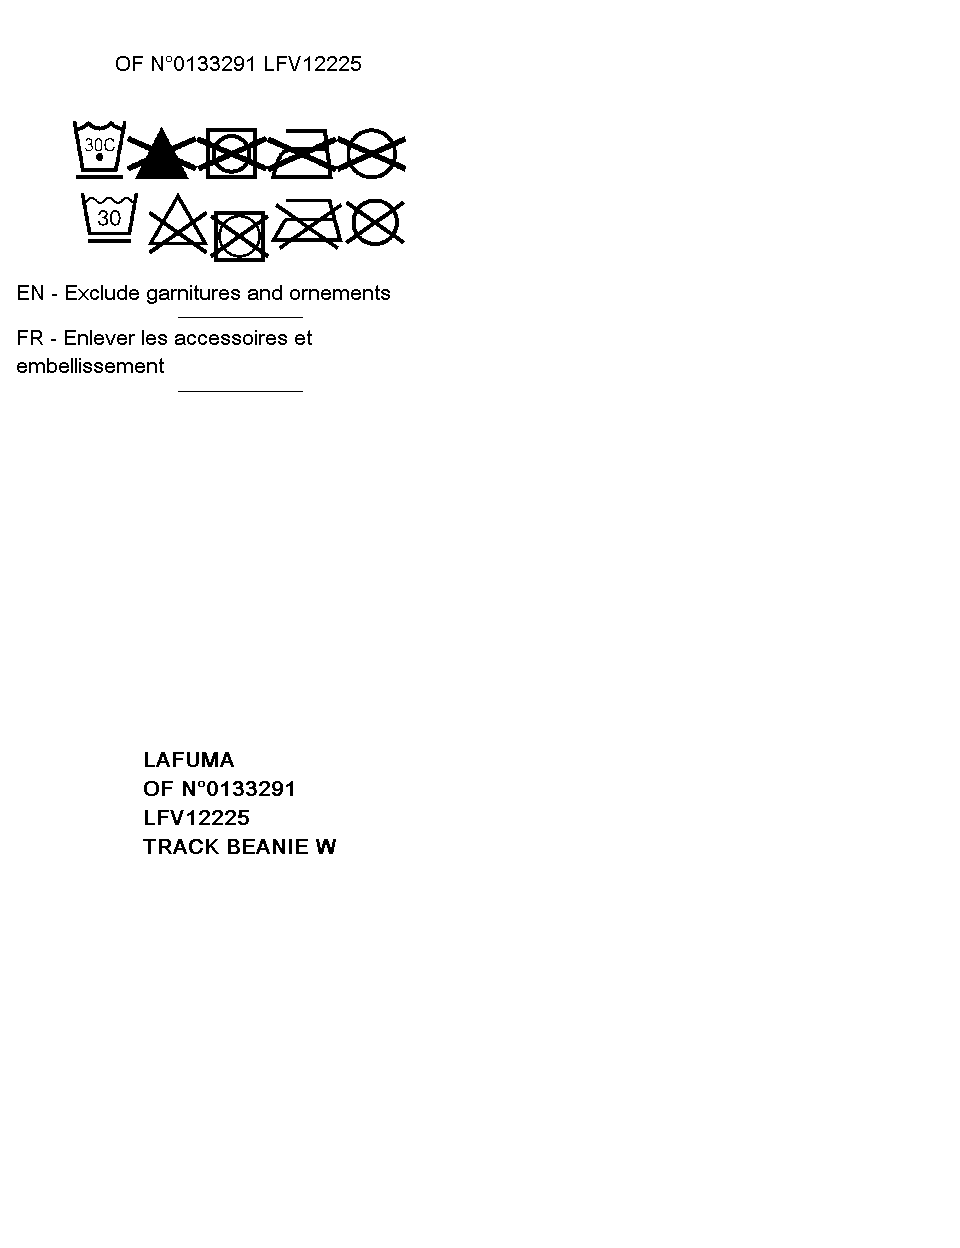 OF N°0133291 LFV12225
30C
30
EN - Exclude garnitures and ornements
FR - Enlever les accessoires et
embellissement
LAFUMA
OF N°0133291
LFV12225
TRACK BEANIE W